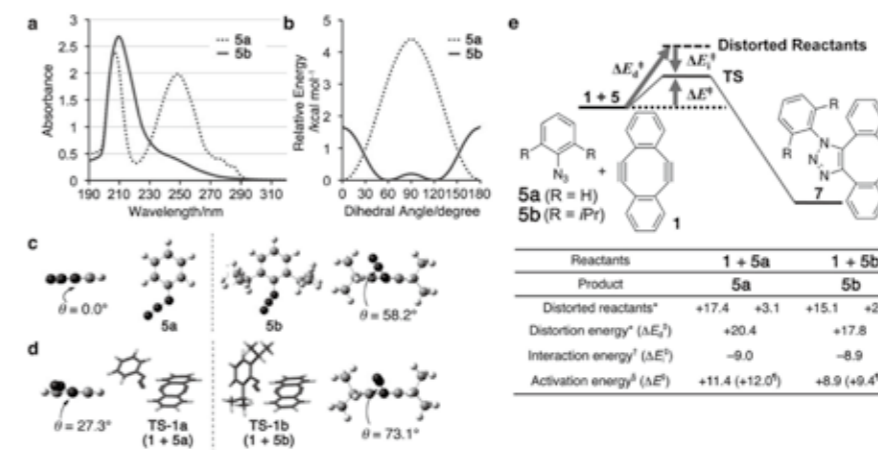 a
3
2.5
2
1.5
1
0.5
0
Absorbance
190 210 230 250 270 290 310
Wavelength/nm
5a
5b
b
5
4
3
2
1
0
Relative Energy
/kcal mol⁻¹
0 30 60 90 120 150 180
Dihedral Angle/degree
5a
5b
c
θ = 0.0°
5a
5b
θ = 58.2°
d
θ = 27.3°
TS-1a
(1 + 5a)
TS-1b
(1 + 5b)
θ = 73.1°
e
Distorted Reactants
ΔEd‡
ΔEi‡
TS
1 + 5
ΔE‡
R
R
N₃
+
5a (R = H)
5b (R = iPr)
1
R
R
N
N
N
7
Reactants 1 + 5a 1 + 5b
Product 5a 5b
Distorted reactants* +17.4 +3.1 +15.1
Distortion energy* (ΔEd‡) +20.4 +17.8
Interaction energy† (ΔEi‡) −9.0 −8.9
Activation energy§ (ΔE‡) +11.4 (+12.0¶) +8.9 (+9.4¶